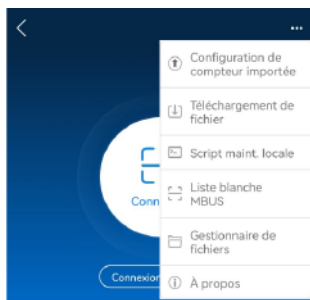 Configuration de
compteur importée
Téléchargement de
fichier
Script maint. locale
Liste blanche
MBUS
Gestionnaire de
fichiers
À propos
Conn
Connexion